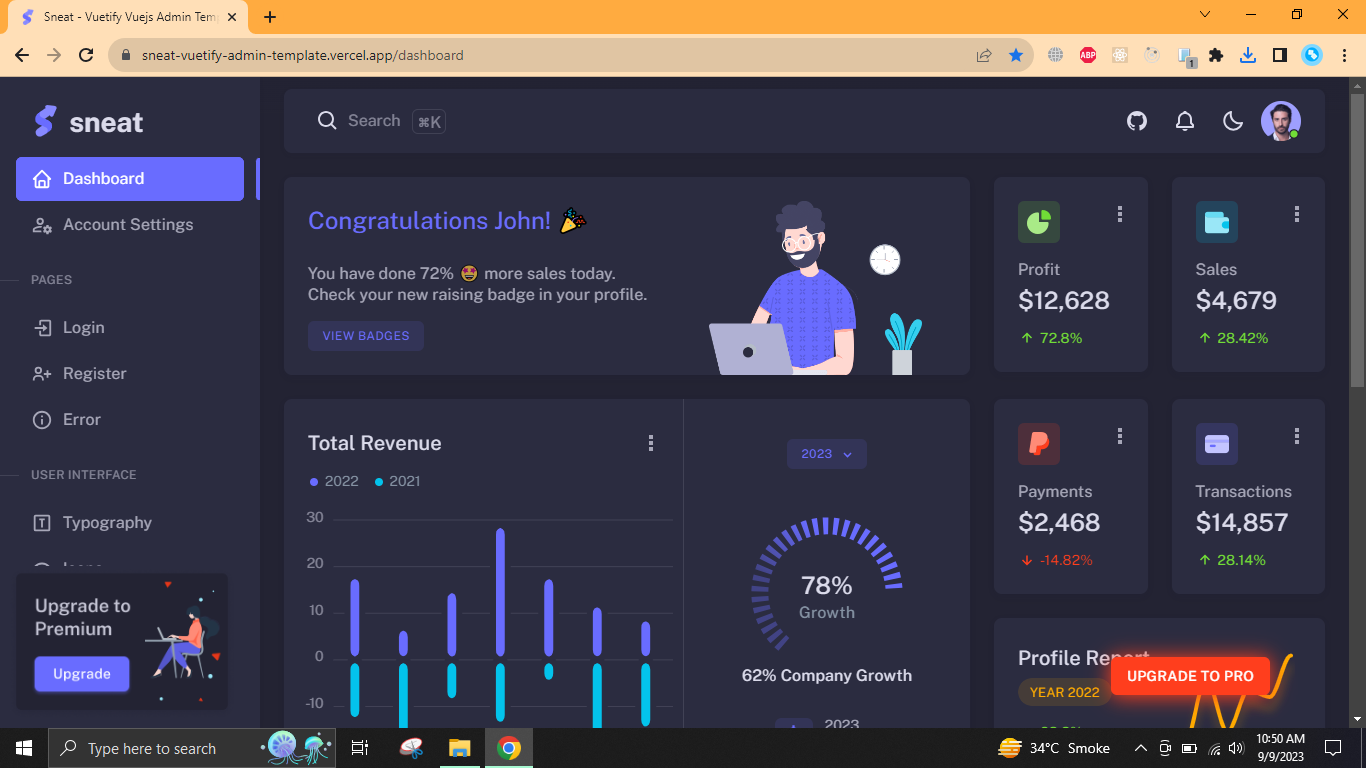 Sneat - Vuetify Vuejs Admin Tem
sneat-vuetify-admin-template.vercel.app/dashboard
ABP
1
sneat
Search ⌘K
Dashboard
Account Settings
PAGES
Login
Register
Error
USER INTERFACE
Typography
Upgrade to
Premium
Upgrade
Congratulations John! 🎉
You have done 72% 🤩 more sales today.
Check your new raising badge in your profile.
VIEW BADGES
Profit
$12,628
72.8%
Sales
$4,679
28.42%
Total Revenue
2022
2021
30
20
10
0
-10
2023
78%
Growth
62% Company Growth
2023
Payments
$2,468
-14.82%
Transactions
$14,857
28.14%
Profile Report
YEAR 2022
UPGRADE TO PRO
Type here to search
34°C Smoke
10:50 AM
9/9/2023